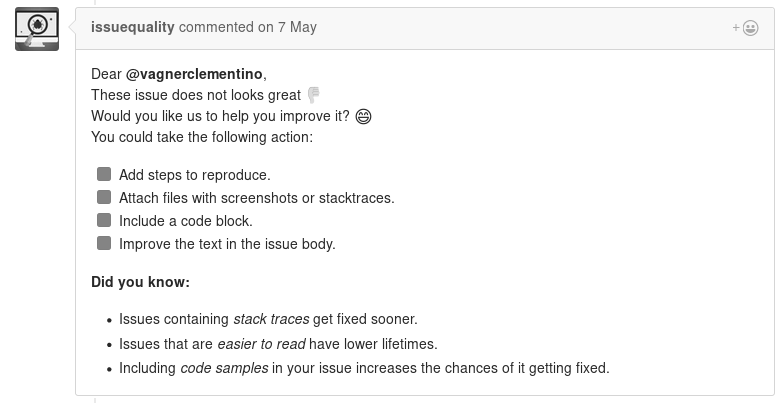 issuequality commented on 7 May
Dear @vagnerclementino,
These issue does not looks great 👎
Would you like us to help you improve it? 😄
You could take the following action:
Add steps to reproduce.
Attach files with screenshots or stacktraces.
Include a code block.
Improve the text in the issue body.
Did you know:
• Issues containing stack traces get fixed sooner.
• Issues that are easier to read have lower lifetimes.
• Including code samples in your issue increases the chances of it getting fixed.